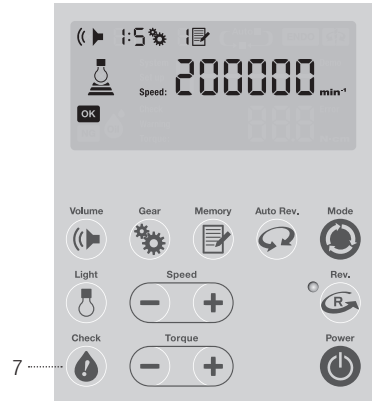 1:5 1
Speed: 200000 min⁻¹
OK
Volume Gear Memory Auto Rev. Mode
Light Speed Rev.
R
Check Torque Power
7